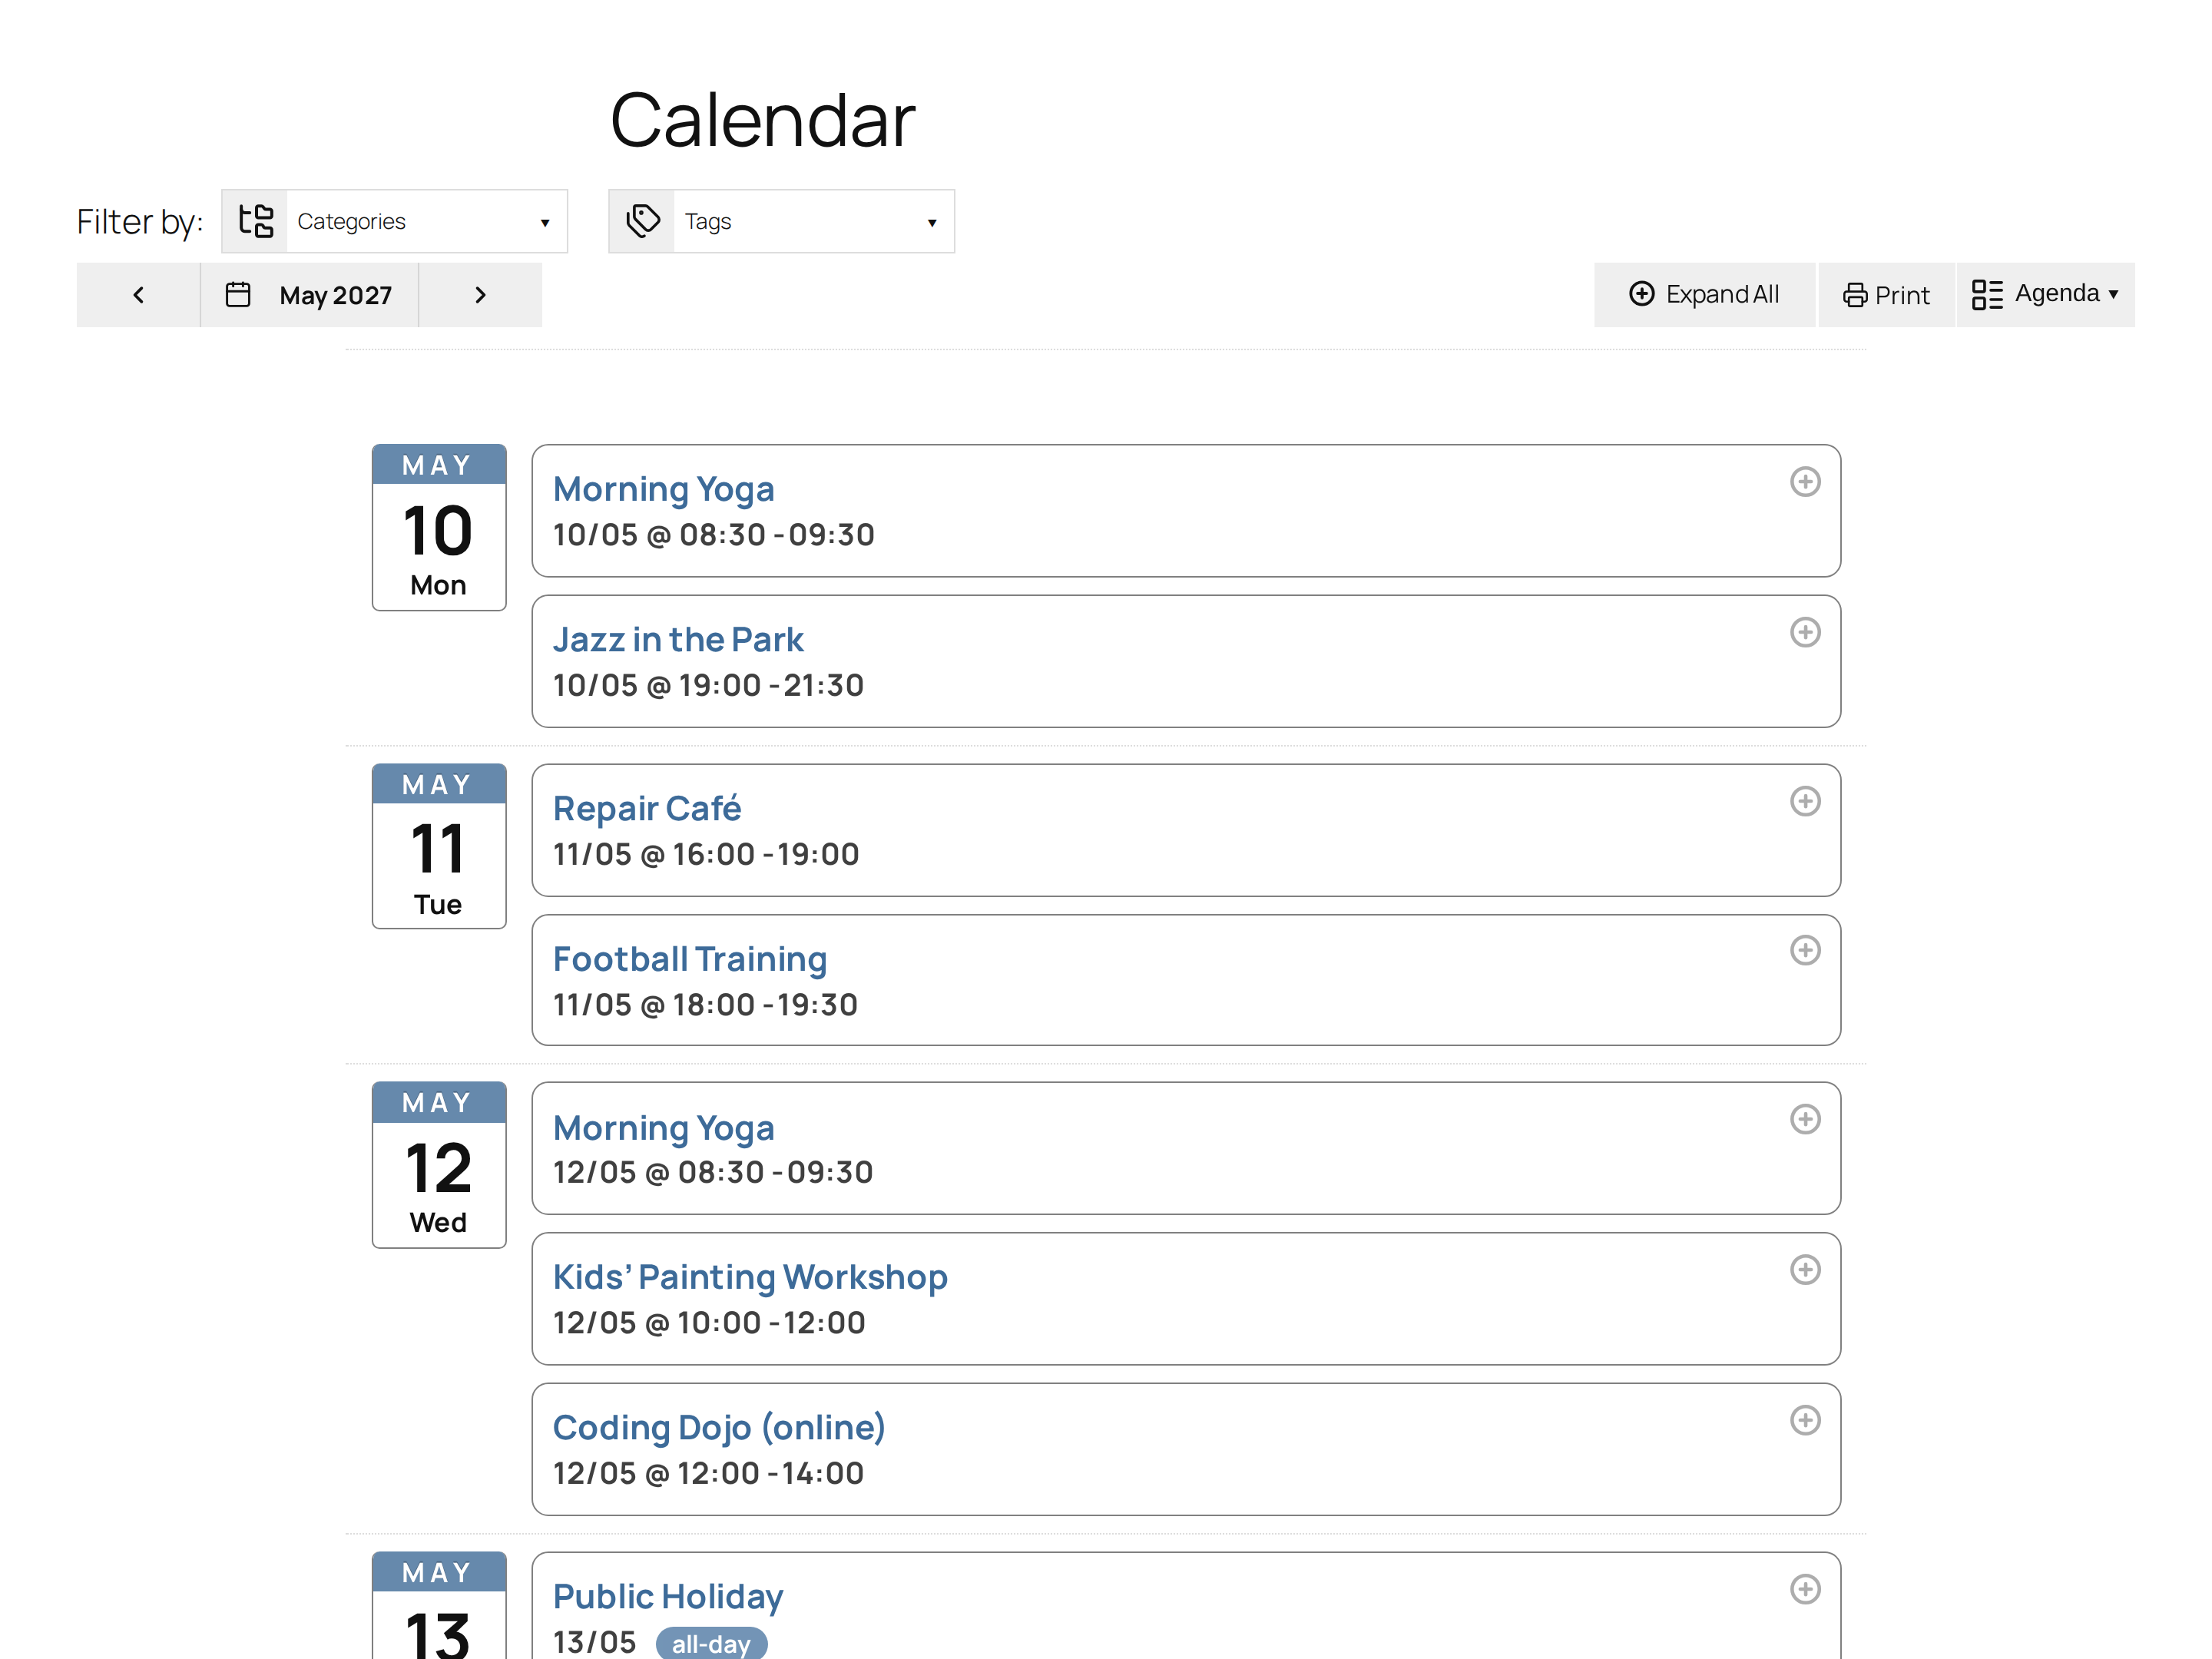 Calendar
Filter by: Categories Tags
May 2027 Expand All Print Agenda
MAY
10
Mon
Morning Yoga
10/05 @ 08:30 - 09:30
Jazz in the Park
10/05 @ 19:00 - 21:30
MAY
11
Tue
Repair Café
11/05 @ 16:00 - 19:00
Football Training
11/05 @ 18:00 - 19:30
MAY
12
Wed
Morning Yoga
12/05 @ 08:30 - 09:30
Kids’ Painting Workshop
12/05 @ 10:00 - 12:00
Coding Dojo (online)
12/05 @ 12:00 - 14:00
MAY
13
Public Holiday
13/05 all-day